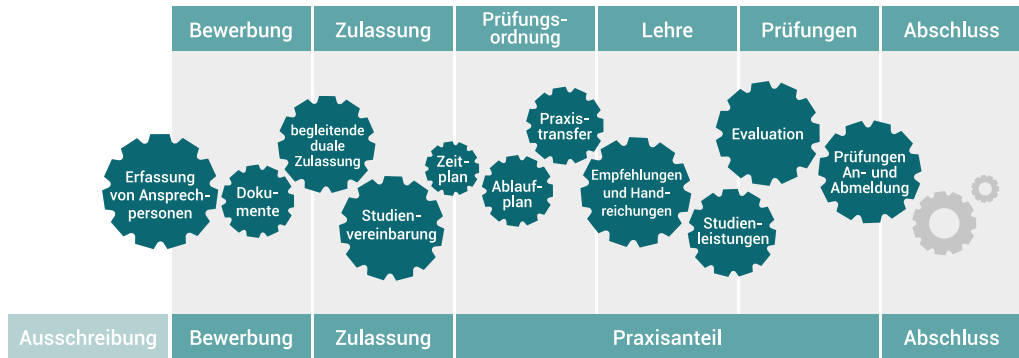 Bewerbung
Zulassung
Prüfungs-
ordnung
Lehre
Prüfungen
Abschluss
Erfassung
von Ansprech-
personen
Doku-
mente
begleitende
duale
Zulassung
Studien-
vereinbarung
Zeit-
plan
Ablauf-
plan
Praxis-
transfer
Empfehlungen
und Hand-
reichungen
Studien-
leistungen
Evaluation
Prüfungen
An- und
Abmeldung
Ausschreibung
Bewerbung
Zulassung
Praxisanteil
Abschluss